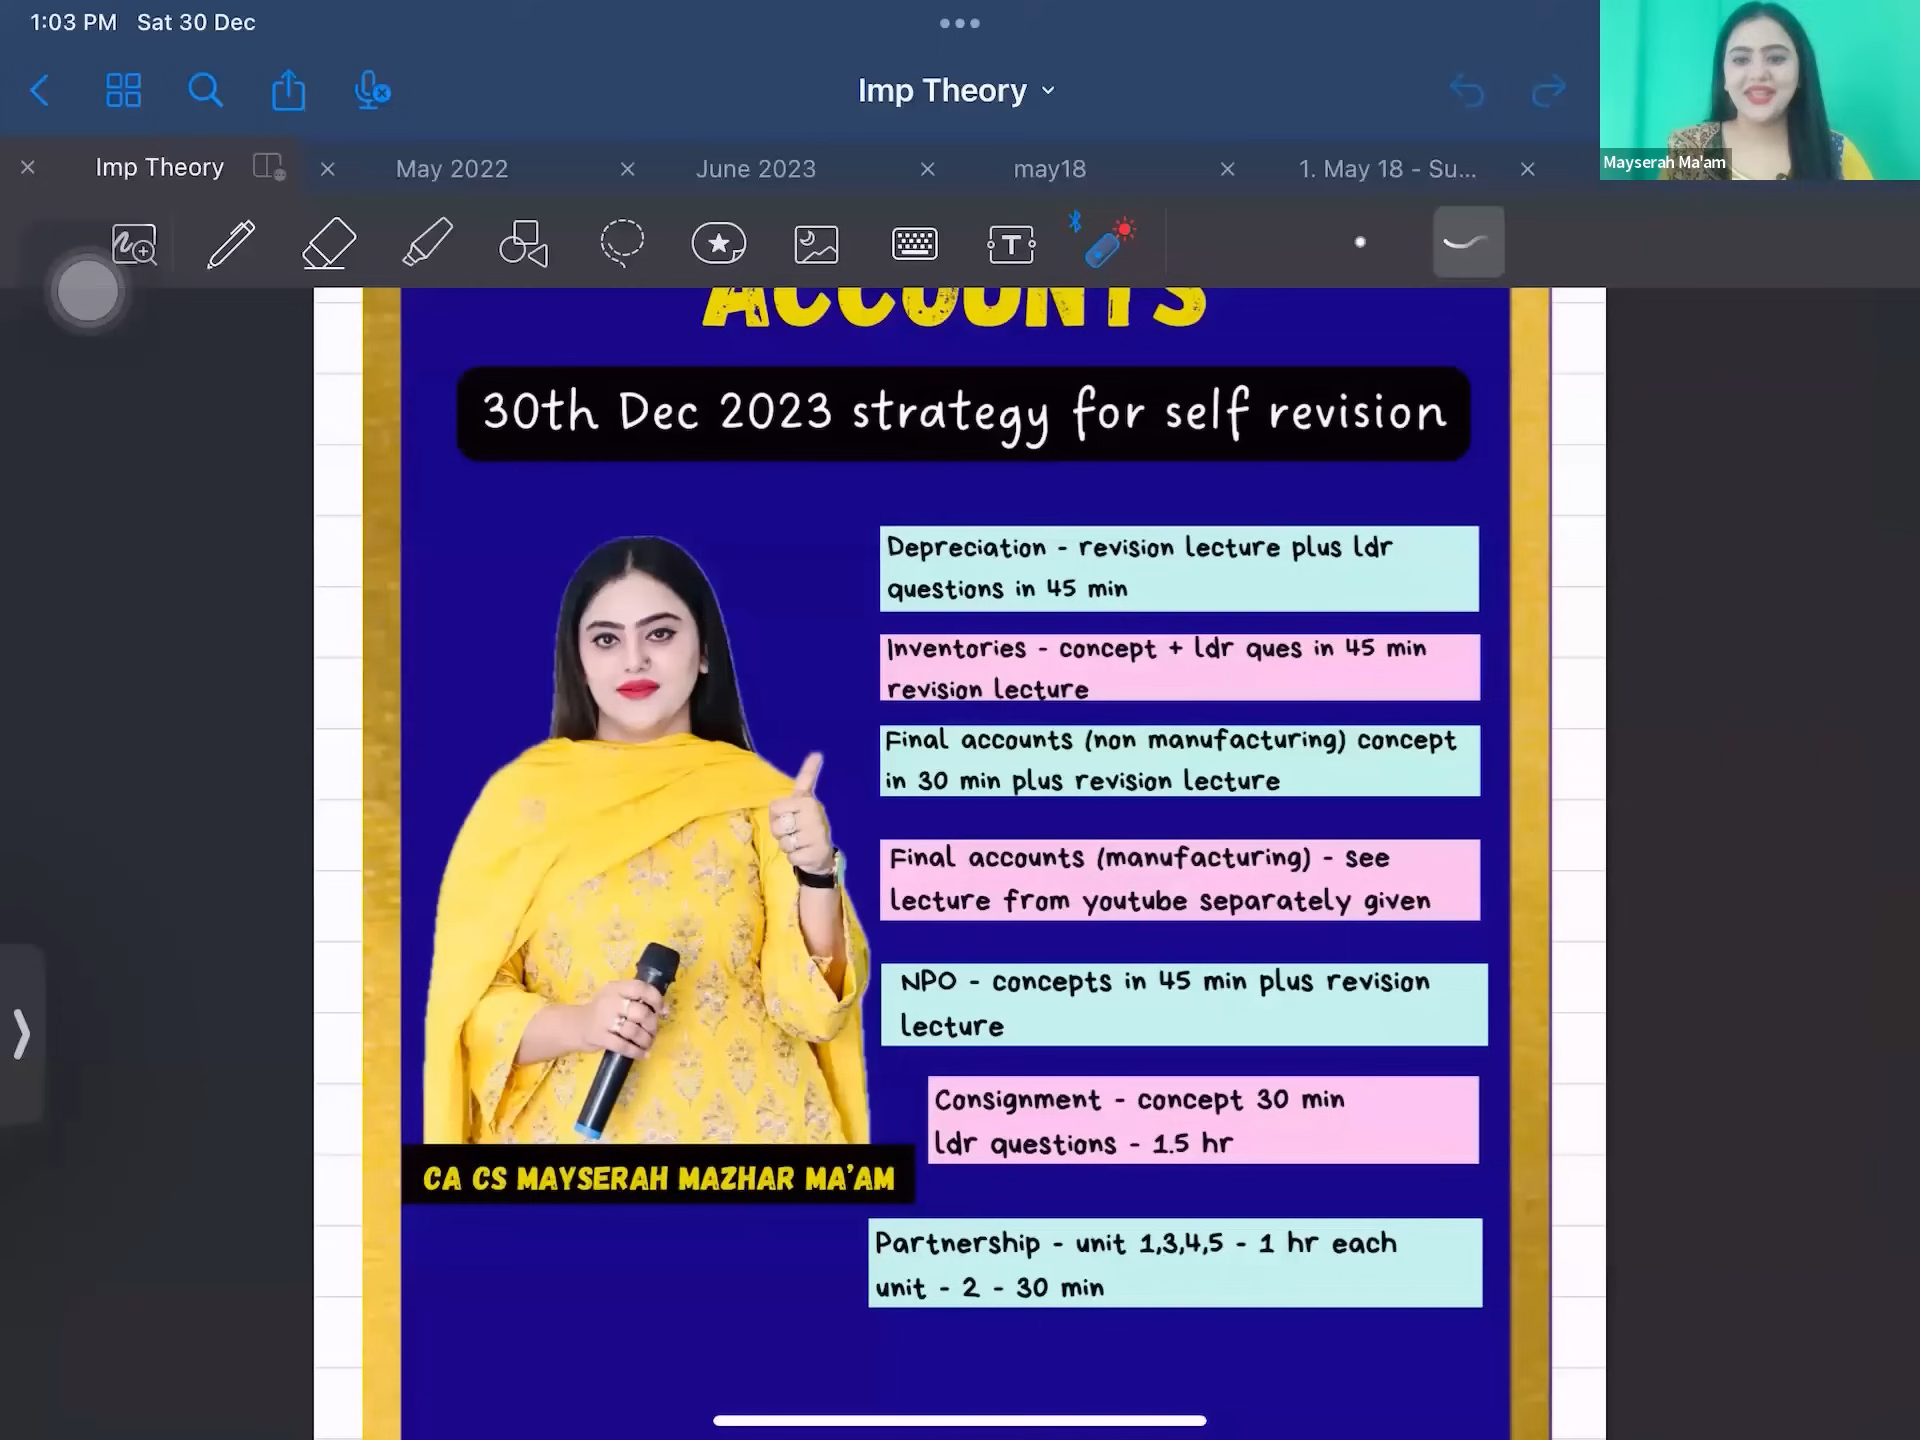 1:03 PM Sat 30 Dec
Imp Theory
Mayserah Ma'am
Imp Theory
May 2022
June 2023
may18
1. May 18 - Su...
T
ACCOUNTS
30th Dec 2023 strategy for self revision
Depreciation - revision lecture plus ldr
questions in 45 min
Inventories - concept + ldr ques in 45 min
revision lecture
Final accounts (non manufacturing) concept
in 30 min plus revision lecture
Final accounts (manufacturing) - see
lecture from youtube separately given
NPO - concepts in 45 min plus revision
lecture
Consignment - concept 30 min
ldr questions - 1.5 hr
CA CS MAYSERAH MAZHAR MA'AM
Partnership - unit 1,3,4,5 - 1 hr each
unit - 2 - 30 min